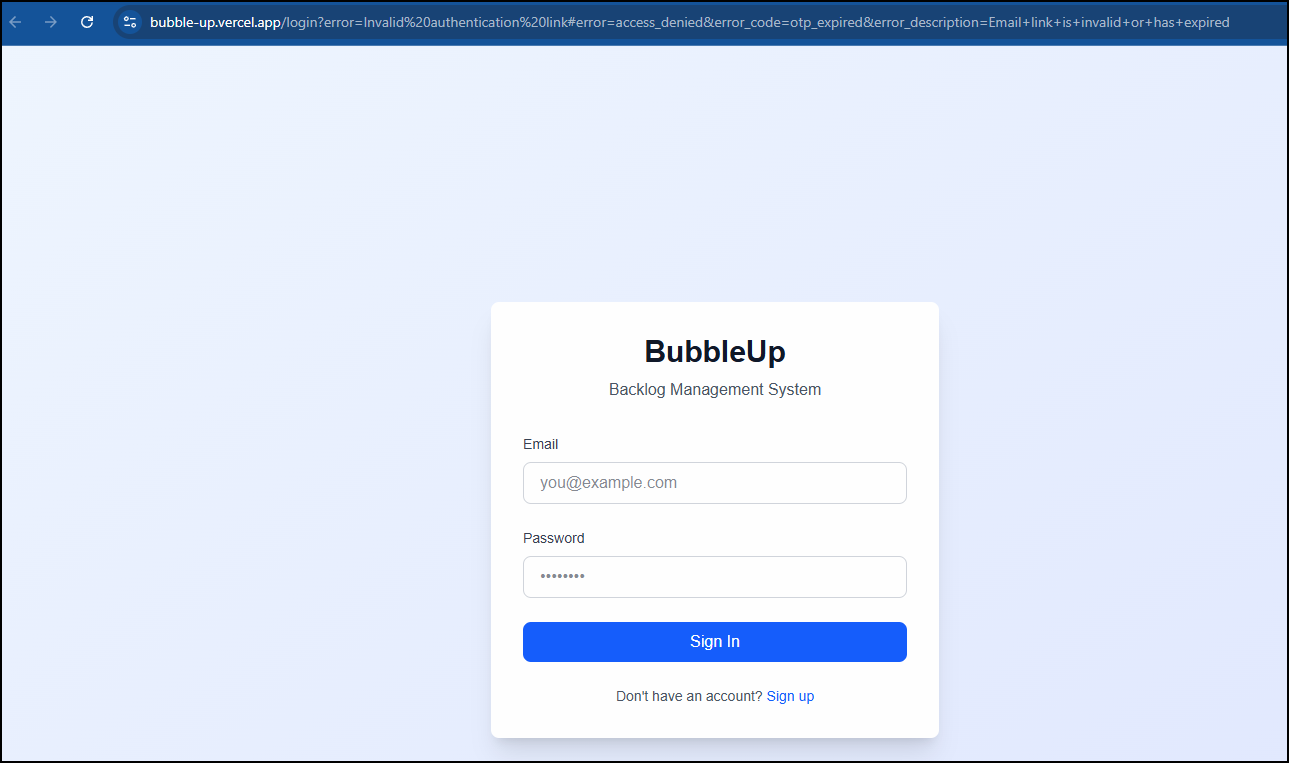 bubble-up.vercel.app/login?error=Invalid%20authentication%20link#error=access_denied&error_code=otp_expired&error_description=Email+link+is+invalid+or+has+expired
BubbleUp
Backlog Management System
Email
you@example.com
Password
••••••••
Sign In
Don't have an account? Sign up